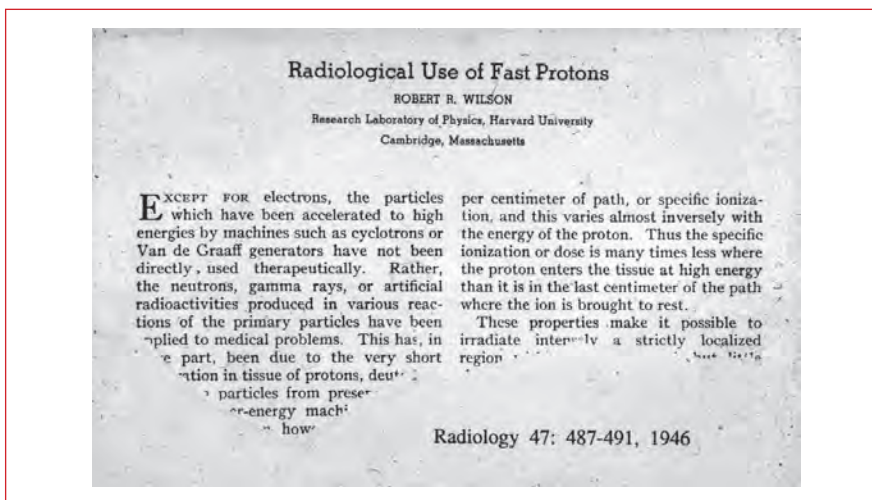 Radiological Use of Fast Protons
ROBERT R. WILSON
Research Laboratory of Physics, Harvard University
Cambridge, Massachusetts
EXCEPT FOR electrons, the particles
which have been accelerated to high
energies by machines such as cyclotrons or
Van de Graaff generators have not been
directly used therapeutically. Rather,
the neutrons, gamma rays, or artificial
radioactivities produced in various reac-
tions of the primary particles have been
to medical problems. This has, in
part, been due to the very short
in tissue of protons,
particles from
per centimeter of path, or specific ioniza-
tion, and this varies almost inversely with
the energy of the proton. Thus the specific
ionization or dose is many times less where
the proton enters the tissue at high energy
than it is in the last centimeter of the path
where the ion is brought to rest.
These properties make it possible to
irradiate a strictly localized
region
Radiology 47: 487-491, 1946